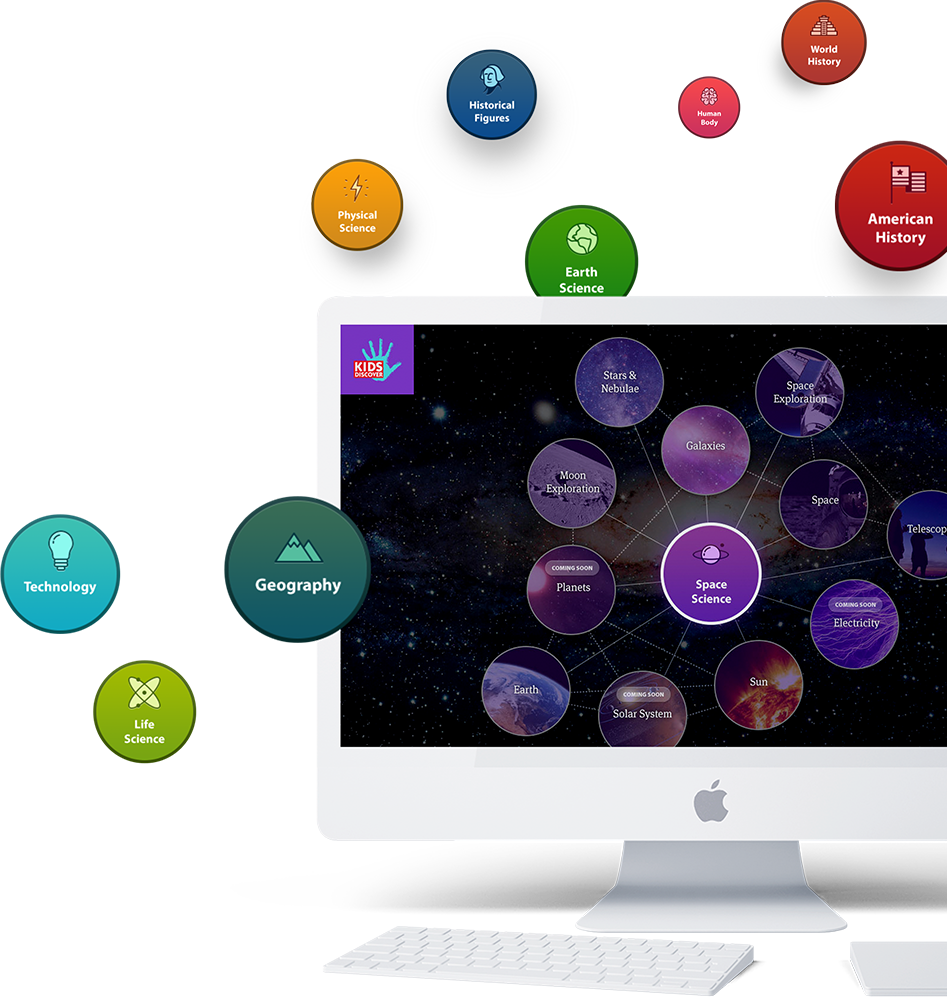 World
History
Historical
Figures
Human
Body
Physical
Science
American
History
Earth
Science
KIDS
DISCOVER
Stars &
Nebulae
Space
Exploration
Galaxies
Moon
Exploration
Space
Telescop
COMING SOON
Planets
Space
Science
COMING SOON
Electricity
Technology
Geography
Earth
COMING SOON
Solar System
Sun
Life
Science